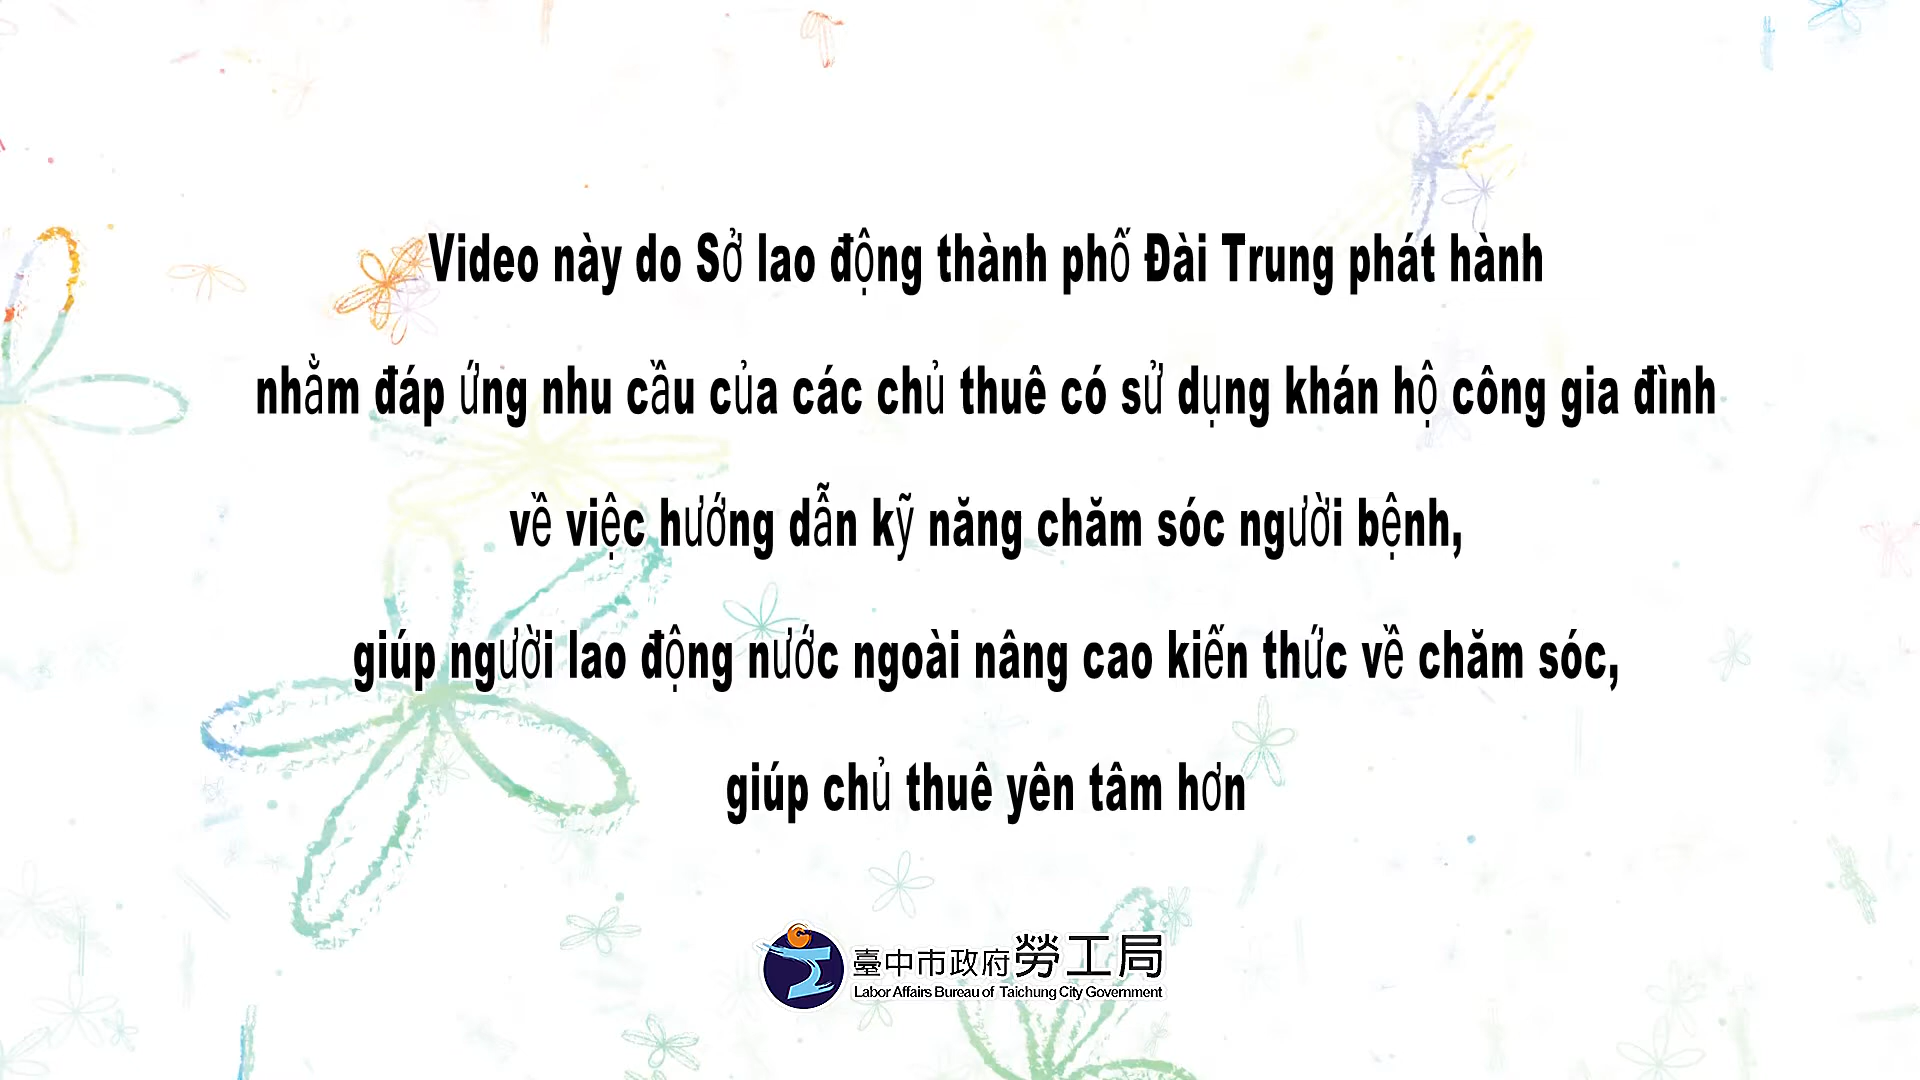 Video này do Sở lao động thành phố Đài Trung phát hành
nhằm đáp ứng nhu cầu của các chủ thuê có sử dụng khán hộ công gia đình
về việc hướng dẫn kỹ năng chăm sóc người bệnh,
giúp người lao động nước ngoài nâng cao kiến thức về chăm sóc,
giúp chủ thuê yên tâm hơn
臺中市政府勞工局
Labor Affairs Bureau of Taichung City Government